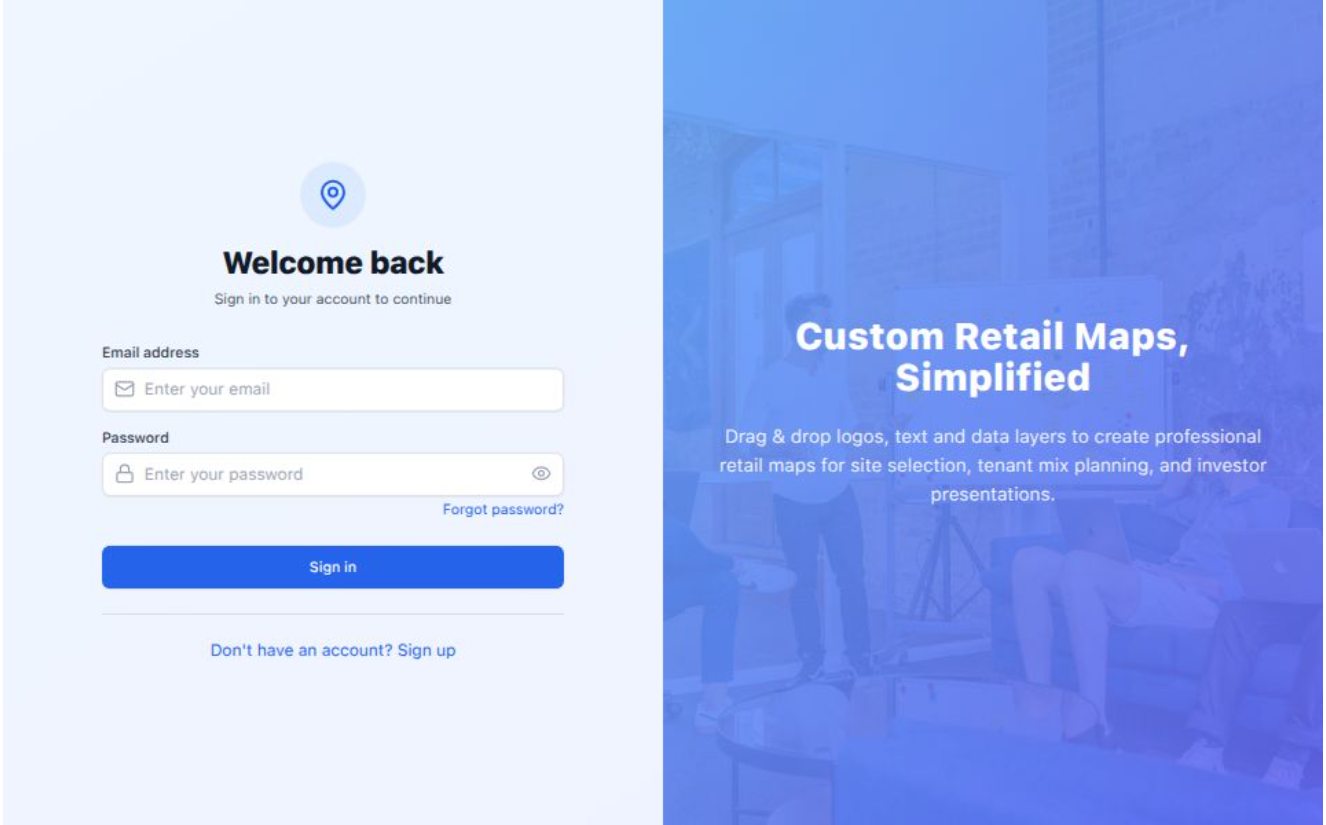 Welcome back
Sign in to your account to continue
Email address
Enter your email
Password
Enter your password
Forgot password?
Sign in
Don't have an account? Sign up
Custom Retail Maps,
Simplified
Drag & drop logos, text and data layers to create professional
retail maps for site selection, tenant mix planning, and investor
presentations.